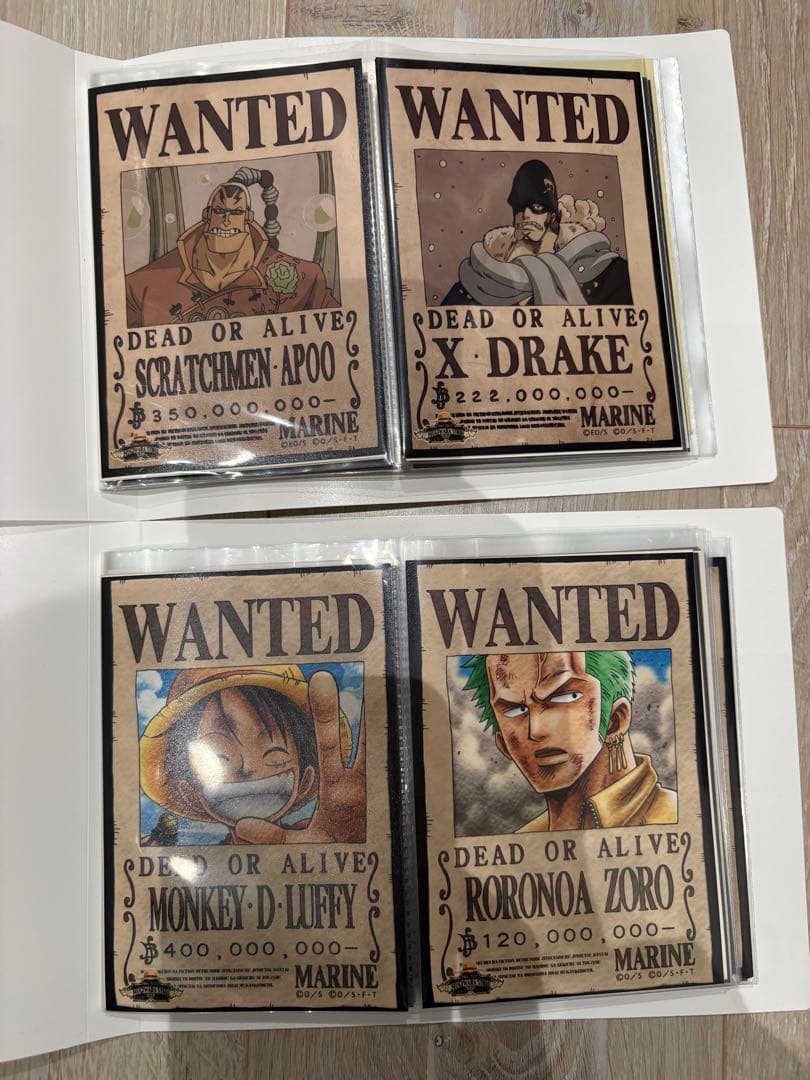 WANTED
DEAD OR ALIVE
SCRATCHMEN·APOO
350,000,000-
MARINE
©EO/S ©O/S·F·T
WANTED
DEAD OR ALIVE
X·DRAKE
222,000,000-
MARINE
©EO/S ©O/S·F·T
WANTED
DEAD OR ALIVE
MONKEY·D·LUFFY
400,000,000-
MARINE
©O/S ©O/S·F·T
WANTED
DEAD OR ALIVE
RORONOA ZORO
120,000,000-
MARINE
©O/S ©O/S·F·T